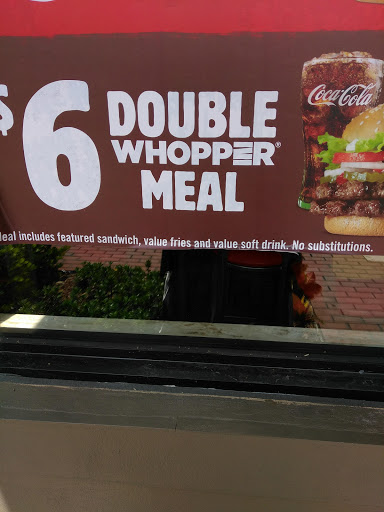 $6 DOUBLE
WHOPPER®
MEAL
Coca-Cola
eal includes featured sandwich, value fries and value soft drink. No substitutions.